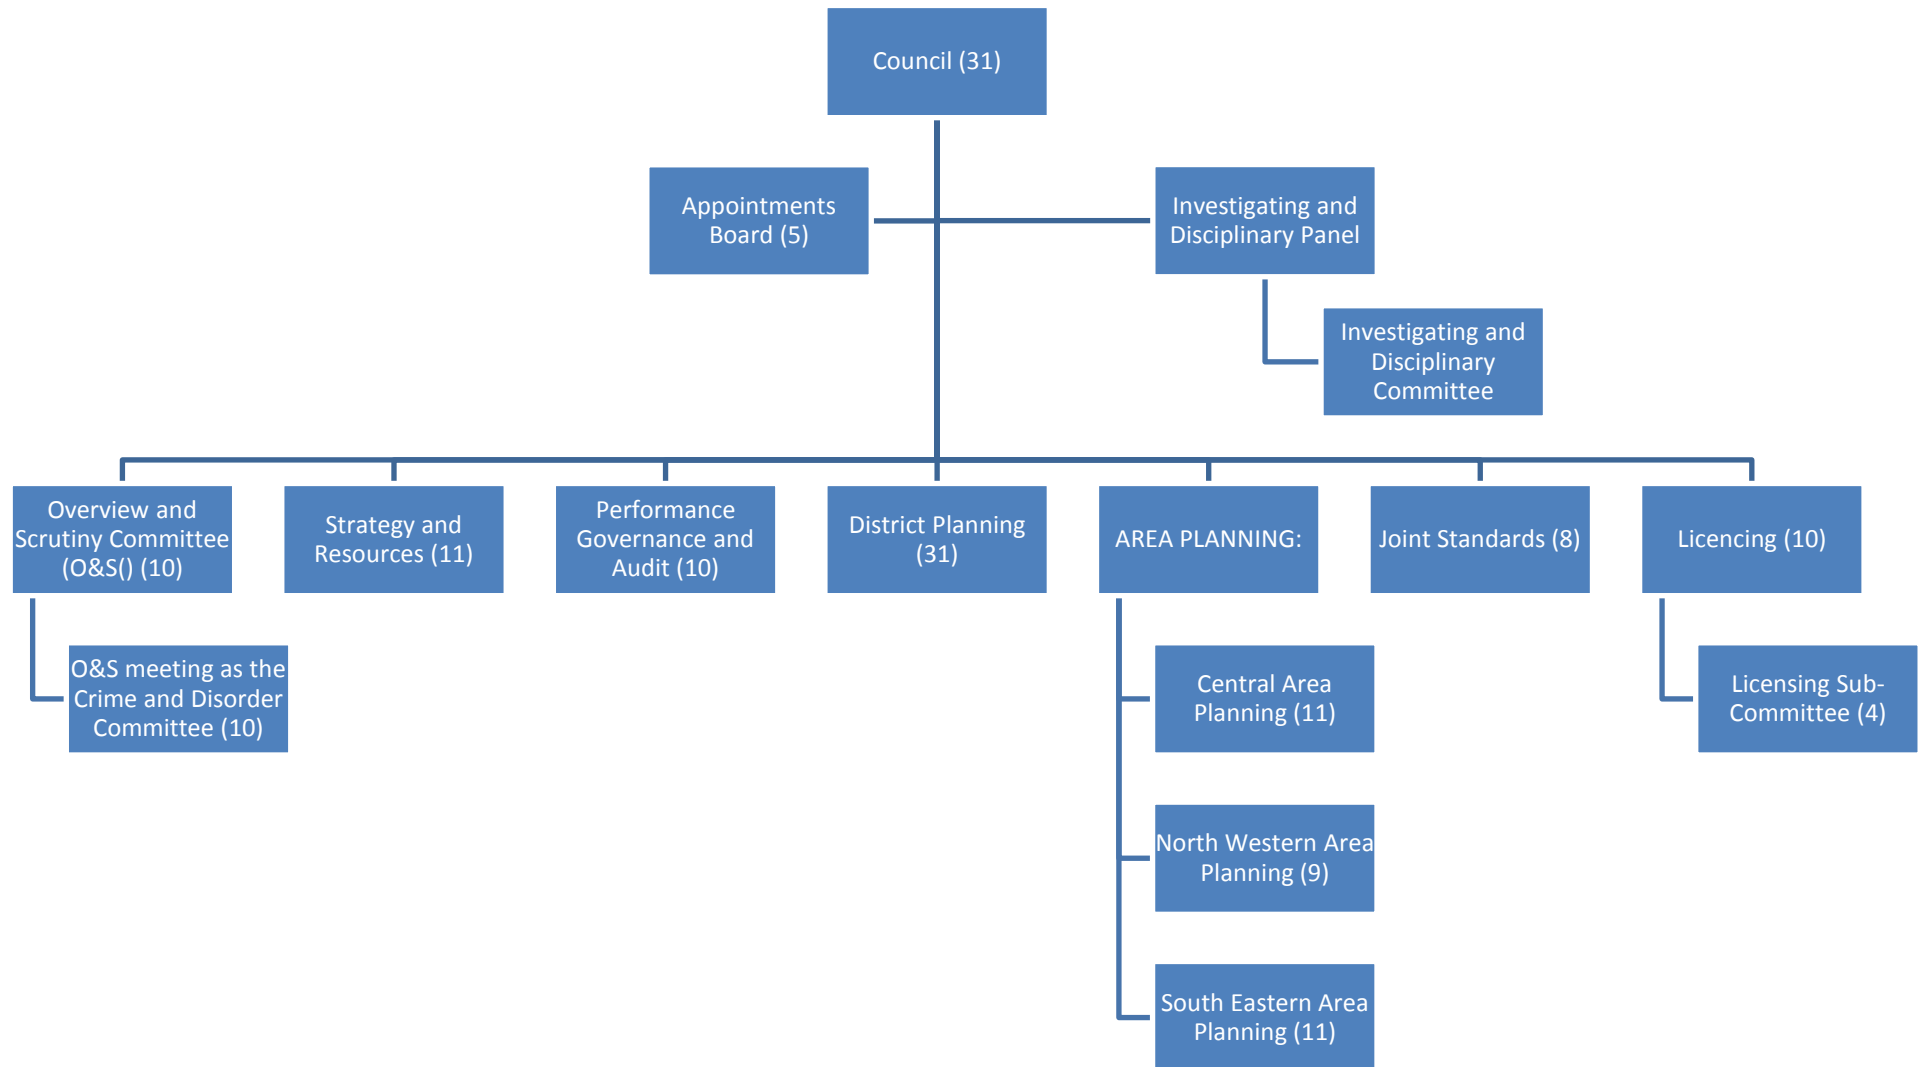 Council (31)
Appointments
Board (5)
Investigating and
Disciplinary Panel
Investigating and
Disciplinary
Committee
Overview and
Scrutiny Committee
(O&S() (10)
Strategy and
Resources (11)
Performance
Governance and
Audit (10)
District Planning
(31)
AREA PLANNING:
Joint Standards (8)
Licencing (10)
O&S meeting as the
Crime and Disorder
Committee (10)
Central Area
Planning (11)
North Western Area
Planning (9)
South Eastern Area
Planning (11)
Licensing Sub-
Committee (4)